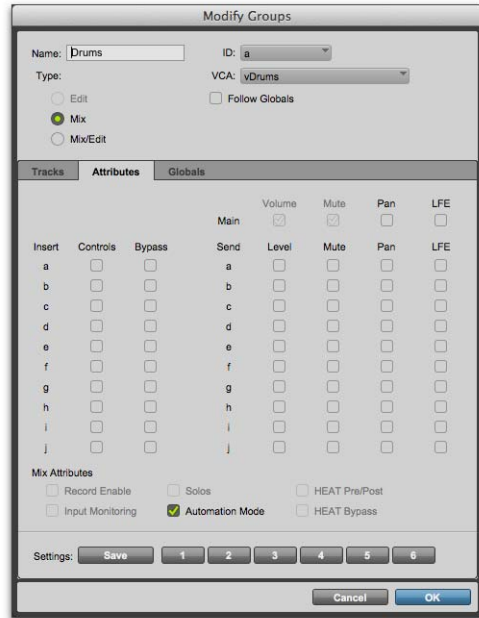 Modify Groups
Name: Drums ID: a
Type: VCA: vDrums
Edit Follow Globals
Mix
Mix/Edit
Tracks Attributes Globals
Volume Mute Pan LFE
Main
Insert Controls Bypass Send Level Mute Pan LFE
a a
b b
c c
d d
e e
f f
g g
h h
i i
j j
Mix Attributes
Record Enable Solos HEAT Pre/Post
Input Monitoring Automation Mode HEAT Bypass
Settings: Save 1 2 3 4 5 6
Cancel OK